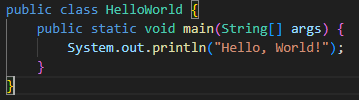 public class HelloWorld {
    public static void main(String[] args) {
        System.out.println("Hello, World!");
    }
}